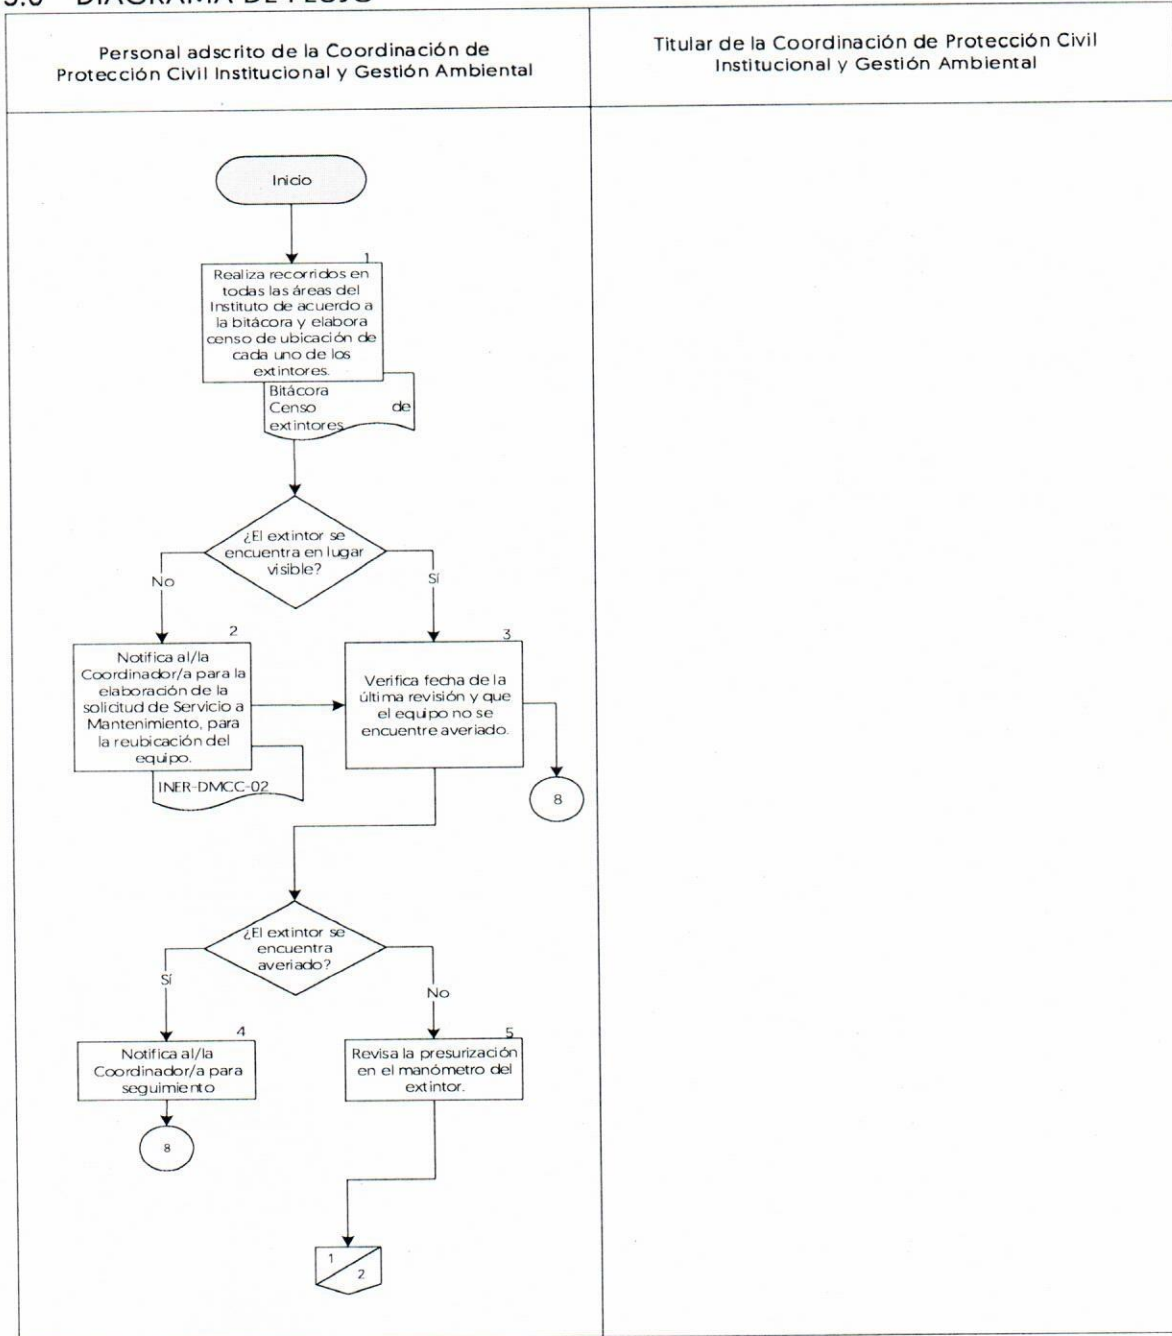 DIAGRAMA DE FLUJO
Personal adscrito de la Coordinación de
Protección Civil Institucional y Gestión Ambiental
Titular de la Coordinación de Protección Civil
Institucional y Gestión Ambiental
Inicio
1
Realiza recorridos en
todas las áreas del
Instituto de acuerdo a
la bitácora y elabora
censo de ubicación de
cada uno de los
extintores.
Bitácora
Censo de
extintores
¿El extintor se
encuentra en lugar
visible?
No
Sí
2
Notifica al/la
Coordinador/a para la
elaboración de la
solicitud de Servicio a
Mantenimiento, para
la reubicación del
equipo.
INER-DMCC-02
3
Verifica fecha de la
última revisión y que
el equipo no se
encuentre averiado.
8
¿El extintor se
encuentra
averiado?
Sí
No
4
Notifica al/la
Coordinador/a para
seguimiento
8
5
Revisa la presurización
en el manómetro del
extintor.
1
2